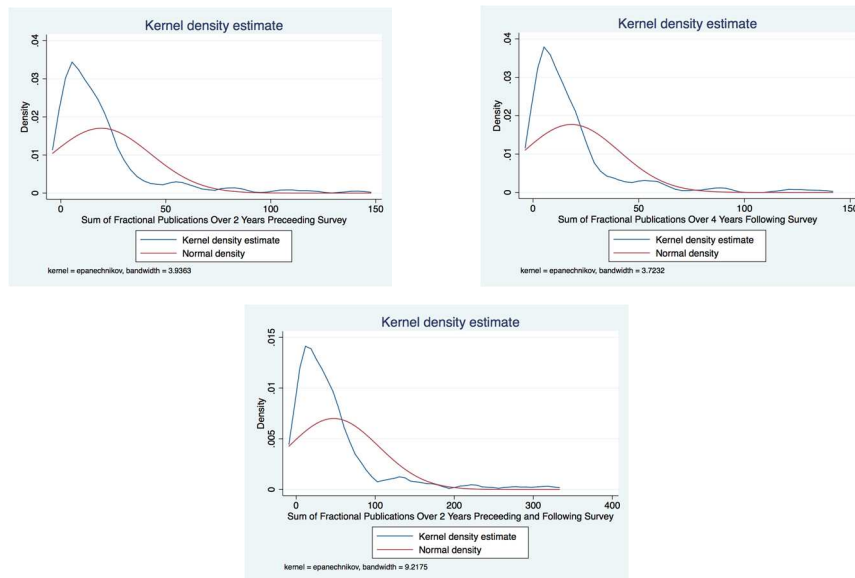 Kernel density estimate
Density
0
.01
.02
.03
.04
0
50
100
150
Sum of Fractional Publications Over 2 Years Preceeding Survey
Kernel density estimate
Normal density
kernel = epanechnikov, bandwidth = 3.9363
Kernel density estimate
Density
0
.01
.02
.03
.04
0
50
100
150
Sum of Fractional Publications Over 4 Years Following Survey
Kernel density estimate
Normal density
kernel = epanechnikov, bandwidth = 3.7232
Kernel density estimate
Density
0
.005
.01
.015
0
100
200
300
400
Sum of Fractional Publications Over 2 Years Preceeding and Following Survey
Kernel density estimate
Normal density
kernel = epanechnikov, bandwidth = 9.2175